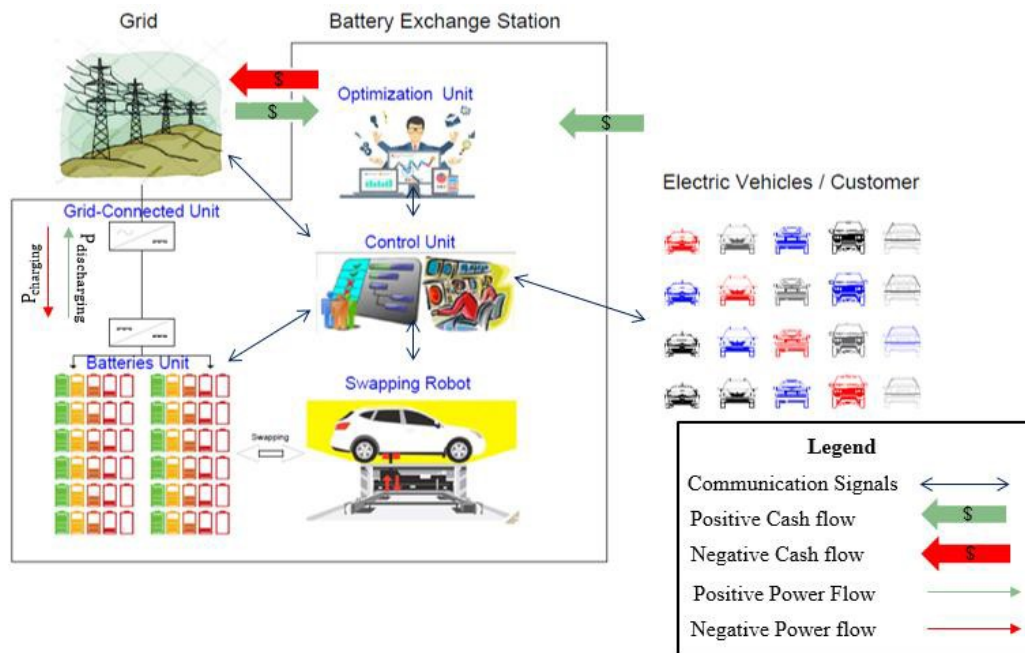 Grid
Battery Exchange Station
$
$
$
Optimization Unit
Electric Vehicles / Customer
Grid-Connected Unit
Control Unit
Pcharging
Pdischarging
Batteries Unit
Swapping Robot
Swapping
Legend
Communication Signals
Positive Cash flow
$
Negative Cash flow
$
Positive Power Flow
Negative Power flow